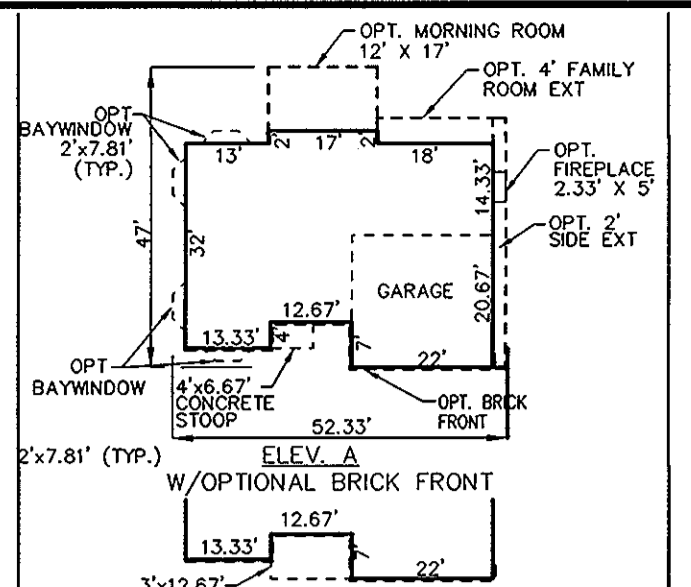 OPT. MORNING ROOM
12' X 17'
OPT. 4' FAMILY
ROOM EXT
OPT
BAYWINDOW
2'x7.81'
(TYP.)
13'
2'
17'
2'
18'
OPT.
FIREPLACE
2.33' X 5'
14.33'
OPT. 2'
SIDE EXT
47'
32'
GARAGE
20.67'
12.67'
13.33'
4'
7'
22'
OPT
BAYWINDOW
4'x6.67'
CONCRETE
STOOP
OPT. BRICK
FRONT
52.33'
2'x7.81' (TYP.)
ELEV. A
W/OPTIONAL BRICK FRONT
12.67'
13.33'
7'
22'
3'x12.67'